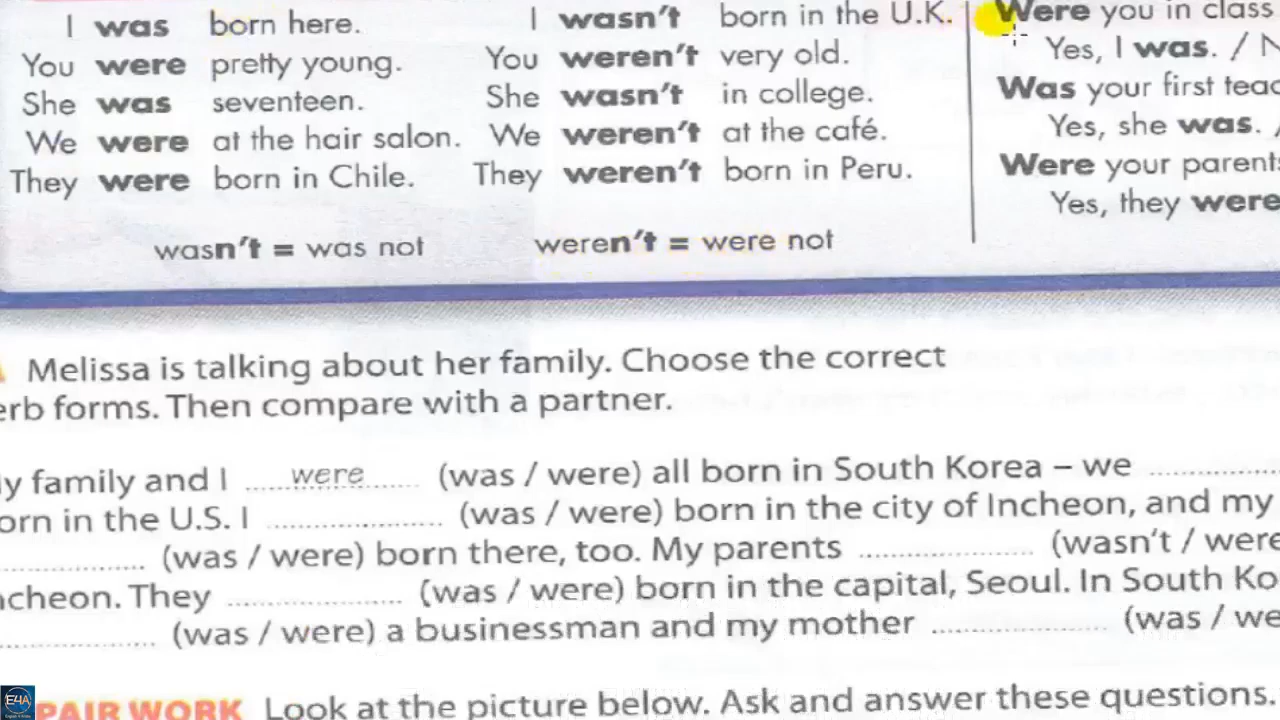 I was born here.
You were pretty young.
She was seventeen.
We were at the hair salon.
They were born in Chile.
wasn't = was not
I wasn't born in the U.K.
You weren't very old.
She wasn't in college.
We weren't at the café.
They weren't born in Peru.
weren't = were not
Were you in class
Yes, I was. /
Was your first
Yes, she was.
Were your
Yes, they were
Melissa is talking about her family. Choose the correct
erb forms. Then compare with a partner.
family and I were (was / were) all born in South Korea – we
orn in the U.S. I (was / were) born in the city of Incheon, and my
(was / were) born there, too. My parents (wasn't / were
ncheon. They (was / were) born in the capital, Seoul. In South Ko
(was / were) a businessman and my mother (was / we
PAIR WORK Look at the picture below. Ask and answer these questions.
E4A